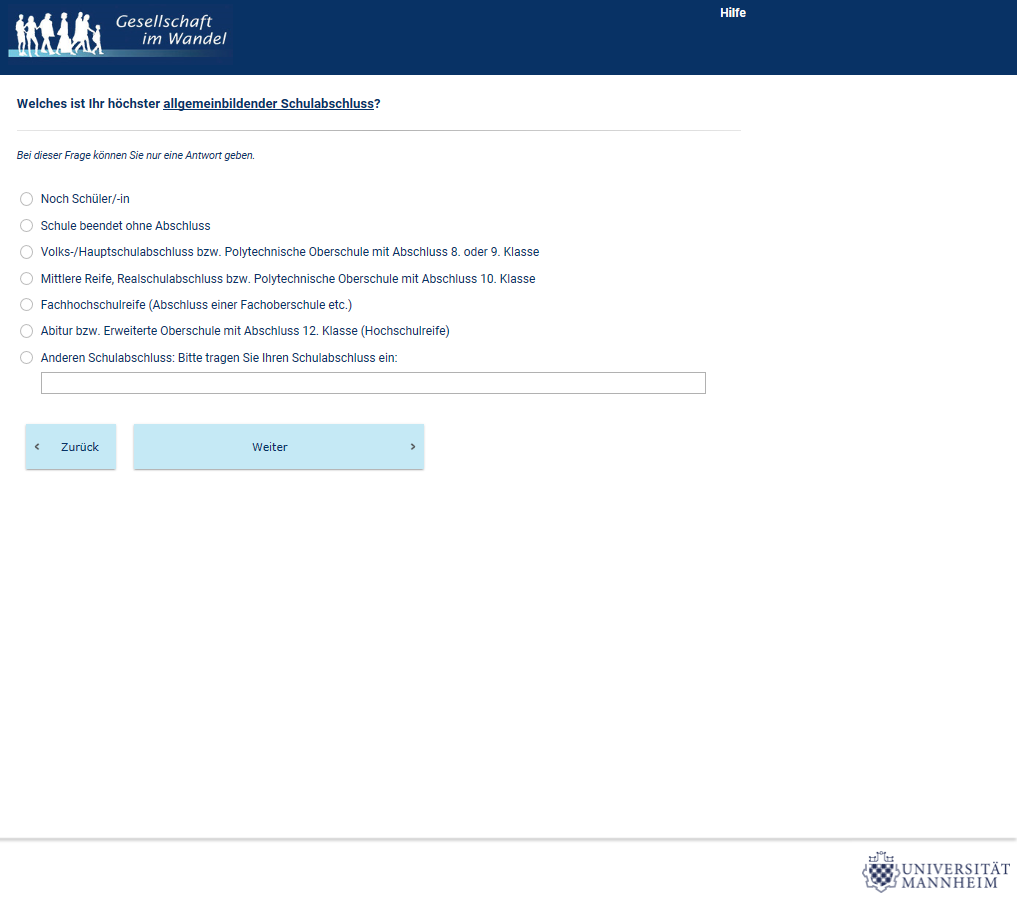 Gesellschaft
im Wandel
Hilfe
Welches ist Ihr höchster allgemeinbildender Schulabschluss?
Bei dieser Frage können Sie nur eine Antwort geben.
Noch Schüler/-in
Schule beendet ohne Abschluss
Volks-/Hauptschulabschluss bzw. Polytechnische Oberschule mit Abschluss 8. oder 9. Klasse
Mittlere Reife, Realschulabschluss bzw. Polytechnische Oberschule mit Abschluss 10. Klasse
Fachhochschulreife (Abschluss einer Fachoberschule etc.)
Abitur bzw. Erweiterte Oberschule mit Abschluss 12. Klasse (Hochschulreife)
Anderen Schulabschluss: Bitte tragen Sie Ihren Schulabschluss ein:
Zurück
Weiter
UNIVERSITÄT
MANNHEIM